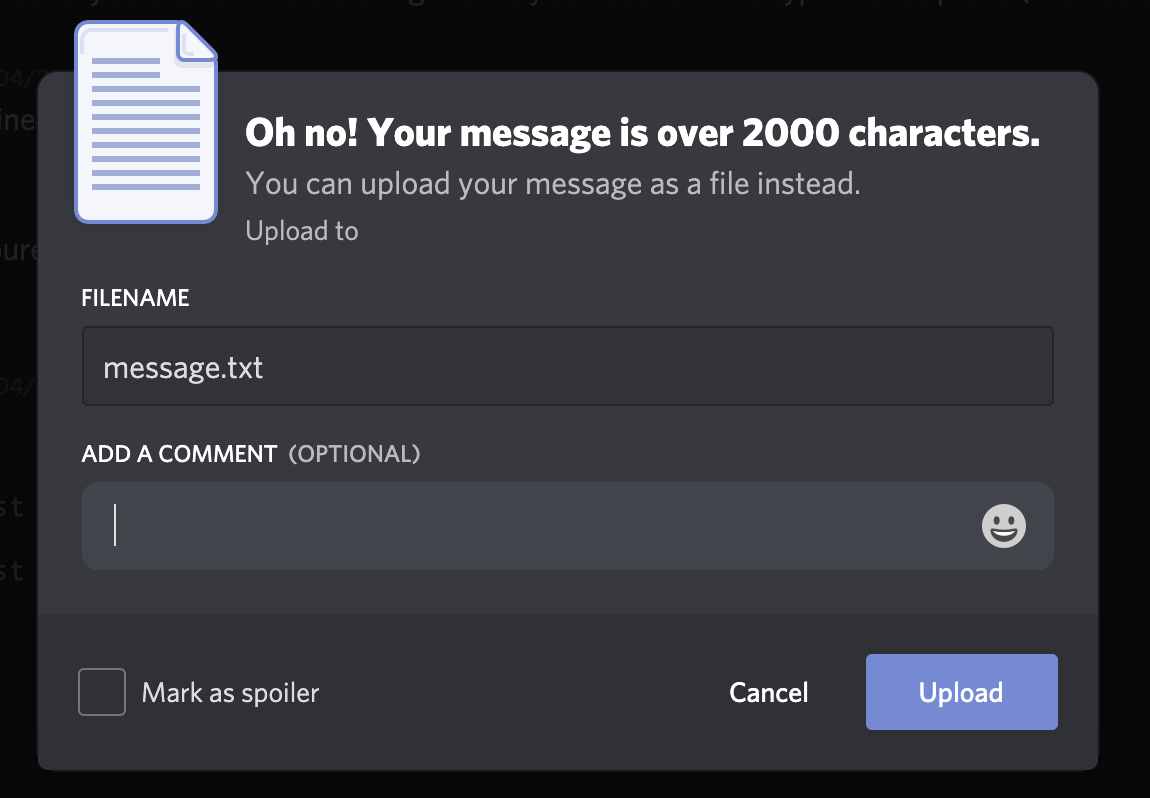 Oh no! Your message is over 2000 characters.
You can upload your message as a file instead.
Upload to
FILENAME
message.txt
ADD A COMMENT (OPTIONAL)
Mark as spoiler
Cancel
Upload